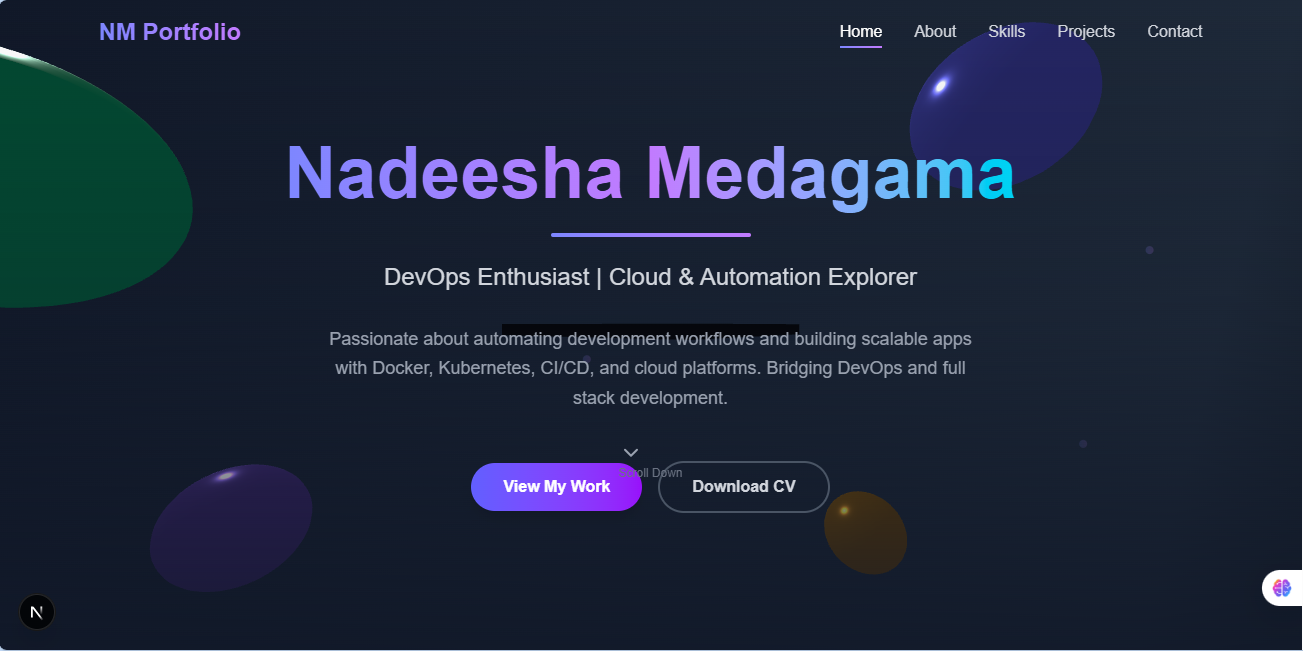 NM Portfolio
Home About Skills Projects Contact
Nadeesha Medagama
DevOps Enthusiast | Cloud & Automation Explorer
Passionate about automating development workflows and building scalable apps
with Docker, Kubernetes, CI/CD, and cloud platforms. Bridging DevOps and full
stack development.
Scroll Down
View My Work Download CV
N